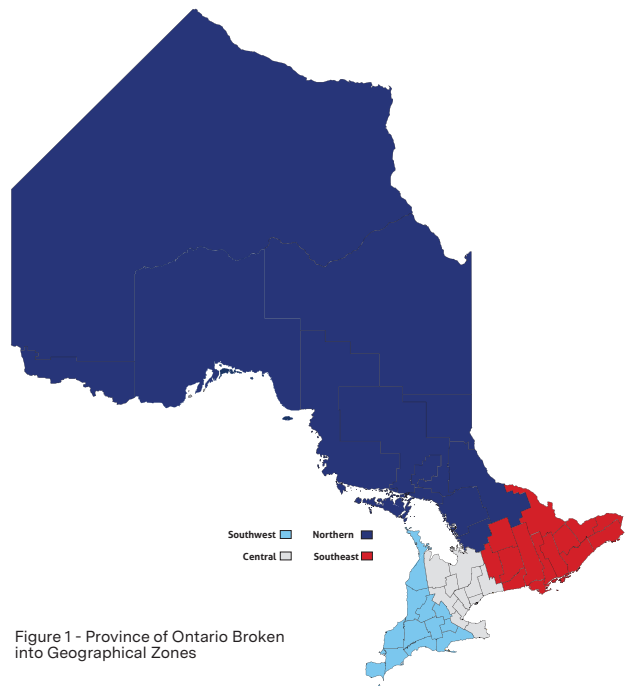 Southwest Northern
Central Southeast
Figure 1 - Province of Ontario Broken
into Geographical Zones